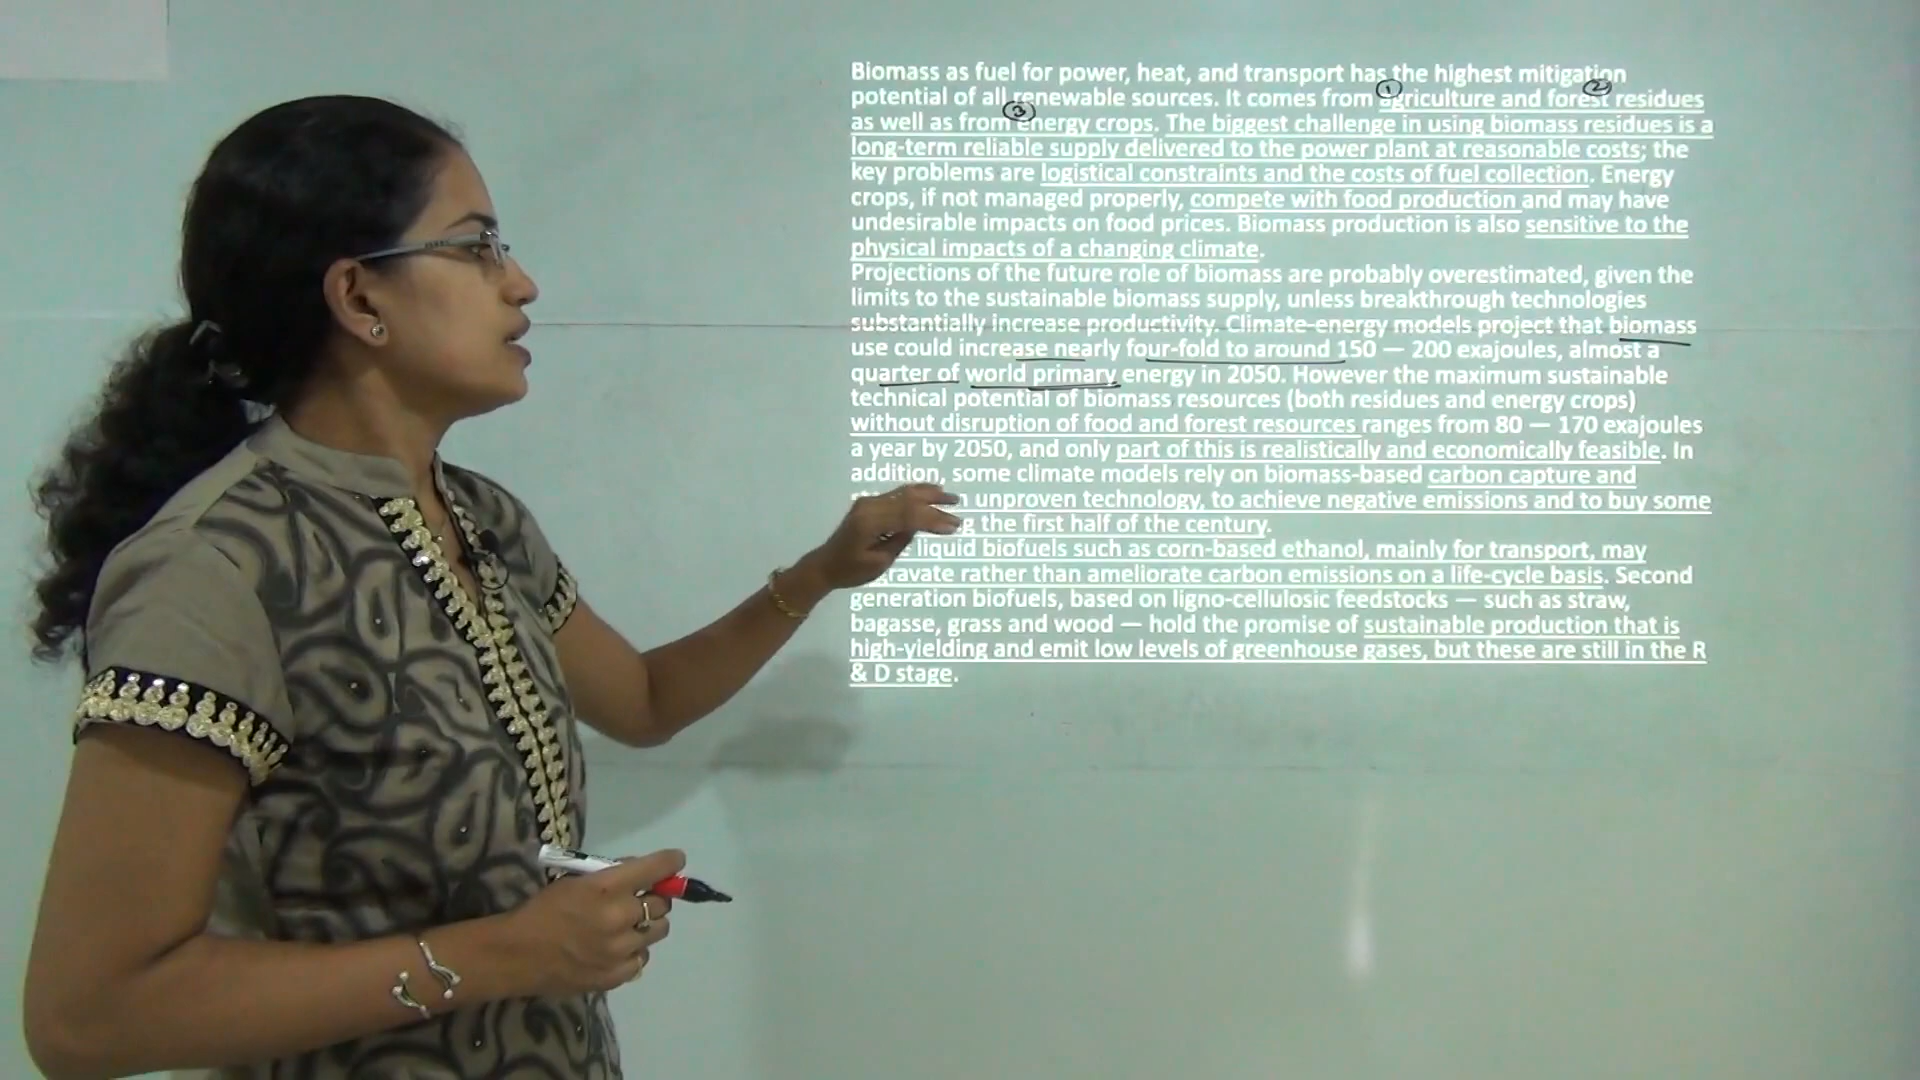 Biomass as fuel for power, heat, and transport has the highest mitigation
potential of all renewable sources. It comes from agriculture and forest residues
as well as from energy crops. The biggest challenge in using biomass residues is a
long-term reliable supply delivered to the power plant at reasonable costs; the
key problems are logistical constraints and the costs of fuel collection. Energy
crops, if not managed properly, compete with food production and may have
undesirable impacts on food prices. Biomass production is also sensitive to the
physical impacts of a changing climate.
Projections of the future role of biomass are probably overestimated, given the
limits to the sustainable biomass supply, unless breakthrough technologies
substantially increase productivity. Climate-energy models project that biomass
use could increase nearly four-fold to around 150 — 200 exajoules, almost a
quarter of world primary energy in 2050. However the maximum sustainable
technical potential of biomass resources (both residues and energy crops)
without disruption of food and forest resources ranges from 80 — 170 exajoules
a year by 2050, and only part of this is realistically and economically feasible. In
addition, some climate models rely on biomass-based carbon capture and
unproven technology, to achieve negative emissions and to buy some
the first half of the century.
liquid biofuels such as corn-based ethanol, mainly for transport, may
rather than ameliorate carbon emissions on a life-cycle basis. Second
generation biofuels, based on ligno-cellulosic feedstocks — such as straw,
bagasse, grass and wood — hold the promise of sustainable production that is
high-yielding and emit low levels of greenhouse gases, but these are still in the R
& D stage.
1
2
3